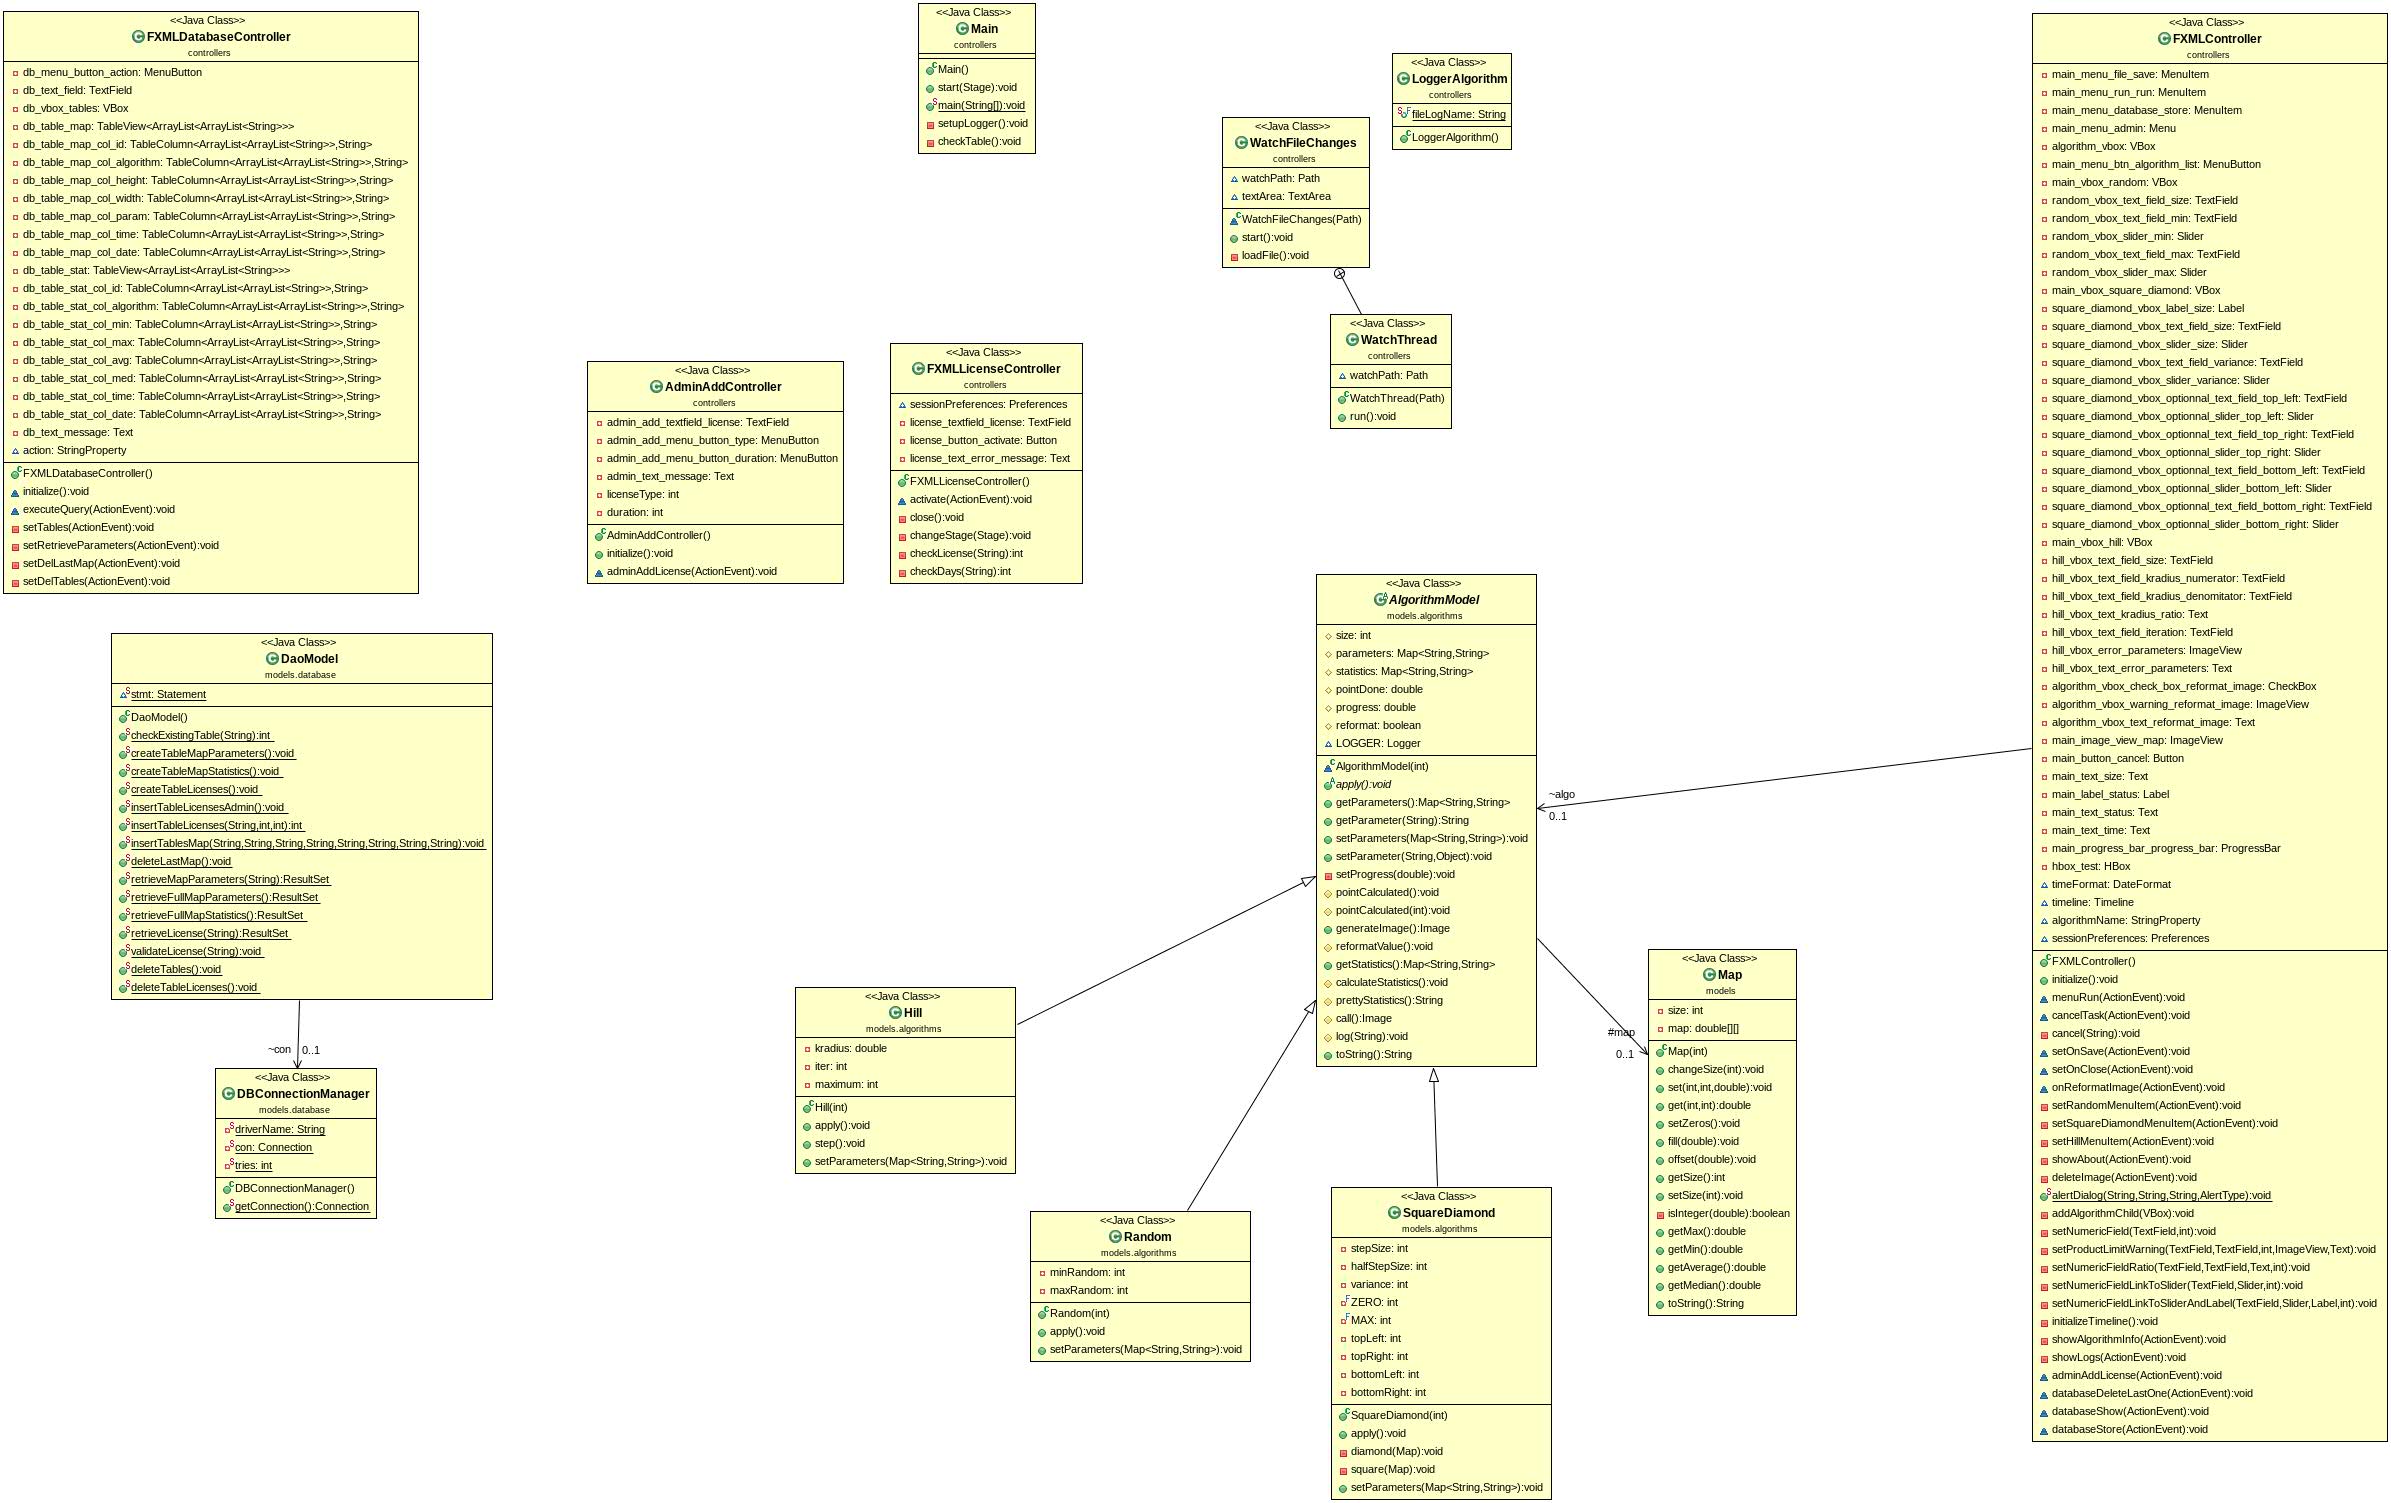 <<Java Class>>
FXMLDatabaseController
controllers
db_menu_button_action: MenuButton
db_text_field: TextField
db_vbox_tables: VBox
db_table_map: TableView<ArrayList<ArrayList<String>>>
db_table_map_col_id: TableColumn<ArrayList<ArrayList<String>>,String>
db_table_map_col_algorithm: TableColumn<ArrayList<ArrayList<String>>,String>
db_table_map_col_height: TableColumn<ArrayList<ArrayList<String>>,String>
db_table_map_col_width: TableColumn<ArrayList<ArrayList<String>>,String>
db_table_map_col_param: TableColumn<ArrayList<ArrayList<String>>,String>
db_table_map_col_time: TableColumn<ArrayList<ArrayList<String>>,String>
db_table_map_col_date: TableColumn<ArrayList<ArrayList<String>>,String>
db_table_stat: TableView<ArrayList<ArrayList<String>>>
db_table_stat_col_id: TableColumn<ArrayList<ArrayList<String>>,String>
db_table_stat_col_algorithm: TableColumn<ArrayList<ArrayList<String>>,String>
db_table_stat_col_min: TableColumn<ArrayList<ArrayList<String>>,String>
db_table_stat_col_max: TableColumn<ArrayList<ArrayList<String>>,String>
db_table_stat_col_avg: TableColumn<ArrayList<ArrayList<String>>,String>
db_table_stat_col_med: TableColumn<ArrayList<ArrayList<String>>,String>
db_table_stat_col_time: TableColumn<ArrayList<ArrayList<String>>,String>
db_table_stat_col_date: TableColumn<ArrayList<ArrayList<String>>,String>
db_text_message: Text
action: StringProperty
FXMLDatabaseController()
initialize():void
executeQuery(ActionEvent):void
setTables(ActionEvent):void
setRetrieveParameters(ActionEvent):void
setDelLastMap(ActionEvent):void
setDelTables(ActionEvent):void
<<Java Class>>
Main
controllers
Main()
start(Stage):void
main(String[]):void
setupLogger():void
checkTable():void
<<Java Class>>
LoggerAlgorithm
controllers
fileLogName: String
LoggerAlgorithm()
<<Java Class>>
WatchFileChanges
controllers
watchPath: Path
textArea: TextArea
WatchFileChanges(Path)
start():void
loadFile():void
<<Java Class>>
WatchThread
controllers
watchPath: Path
WatchThread(Path)
run():void
<<Java Class>>
AdminAddController
controllers
admin_add_textfield_license: TextField
admin_add_menu_button_type: MenuButton
admin_add_menu_button_duration: MenuButton
admin_text_message: Text
licenseType: int
duration: int
AdminAddController()
initialize():void
adminAddLicense(ActionEvent):void
<<Java Class>>
FXMLLicenseController
controllers
sessionPreferences: Preferences
license_textfield_license: TextField
license_button_activate: Button
license_text_error_message: Text
FXMLLicenseController()
activate(ActionEvent):void
close():void
changeStage(Stage):void
checkLicense(String):int
checkDays(String):int
<<Java Class>>
FXMLController
controllers
main_menu_file_save: MenuItem
main_menu_run_run: MenuItem
main_menu_database_store: MenuItem
main_menu_admin: Menu
algorithm_vbox: VBox
main_menu_btn_algorithm_list: MenuButton
main_vbox_random: VBox
random_vbox_text_field_size: TextField
random_vbox_text_field_min: TextField
random_vbox_slider_min: Slider
random_vbox_text_field_max: TextField
random_vbox_slider_max: Slider
main_vbox_square_diamond: VBox
square_diamond_vbox_label_size: Label
square_diamond_vbox_text_field_size: TextField
square_diamond_vbox_slider_size: Slider
square_diamond_vbox_text_field_variance: TextField
square_diamond_vbox_slider_variance: Slider
square_diamond_vbox_optionnal_text_field_top_left: TextField
square_diamond_vbox_optionnal_slider_top_left: Slider
square_diamond_vbox_optionnal_text_field_top_right: TextField
square_diamond_vbox_optionnal_slider_top_right: Slider
square_diamond_vbox_optionnal_text_field_bottom_left: TextField
square_diamond_vbox_optionnal_slider_bottom_left: Slider
square_diamond_vbox_optionnal_text_field_bottom_right: TextField
square_diamond_vbox_optionnal_slider_bottom_right: Slider
main_vbox_hill: VBox
hill_vbox_text_field_size: TextField
hill_vbox_text_field_kradius_numerator: TextField
hill_vbox_text_field_kradius_denomitator: TextField
hill_vbox_text_kradius_ratio: Text
hill_vbox_text_field_iteration: TextField
hill_vbox_error_parameters: ImageView
hill_vbox_text_error_parameters: Text
algorithm_vbox_check_box_reformat_image: CheckBox
algorithm_vbox_warning_reformat_image: ImageView
algorithm_vbox_text_reformat_image: Text
main_image_view_map: ImageView
main_button_cancel: Button
main_text_size: Text
main_label_status: Label
main_text_status: Text
main_text_time: Text
main_progress_bar_progress_bar: ProgressBar
hbox_test: HBox
timeFormat: DateFormat
timeline: Timeline
algorithmName: StringProperty
sessionPreferences: Preferences
FXMLController()
initialize():void
menuRun(ActionEvent):void
cancelTask(ActionEvent):void
cancel(String):void
setOnSave(ActionEvent):void
setOnClose(ActionEvent):void
onReformatImage(ActionEvent):void
setRandomMenuItem(ActionEvent):void
setSquareDiamondMenuItem(ActionEvent):void
setHillMenuItem(ActionEvent):void
showAbout(ActionEvent):void
deleteImage(ActionEvent):void
alertDialog(String,String,String,AlertType):void
addAlgorithmChild(VBox):void
setNumericField(TextField,int):void
setProductLimitWarning(TextField,TextField,int,ImageView,Text):void
setNumericFieldRatio(TextField,TextField,Text,int):void
setNumericFieldLinkToSlider(TextField,Slider,int):void
setNumericFieldLinkToSliderAndLabel(TextField,Slider,Label,int):void
initializeTimeline():void
showAlgorithmInfo(ActionEvent):void
showLogs(ActionEvent):void
adminAddLicense(ActionEvent):void
databaseDeleteLastOne(ActionEvent):void
databaseShow(ActionEvent):void
databaseStore(ActionEvent):void
<<Java Class>>
DaoModel
models.database
stmt: Statement
DaoModel()
checkExistingTable(String):int
createTableMapParameters():void
createTableMapStatistics():void
createTableLicenses():void
insertTableLicensesAdmin():void
insertTableLicenses(String,int,int):int
insertTablesMap(String,String,String,String,String,String,String,String):void
deleteLastMap():void
retrieveMapParameters(String):ResultSet
retrieveFullMapParameters():ResultSet
retrieveFullMapStatistics():ResultSet
retrieveLicense(String):ResultSet
validateLicense(String):void
deleteTables():void
deleteTableLicenses():void
~con 0..1
<<Java Class>>
DBConnectionManager
models.database
driverName: String
con: Connection
tries: int
DBConnectionManager()
getConnection():Connection
<<Java Class>>
AlgorithmModel
models.algorithms
size: int
parameters: Map<String,String>
statistics: Map<String,String>
pointDone: double
progress: double
reformat: boolean
LOGGER: Logger
AlgorithmModel(int)
apply():void
getParameters():Map<String,String>
getParameter(String):String
setParameters(Map<String,String>):void
setParameter(String,Object):void
setProgress(double):void
pointCalculated():void
pointCalculated(int):void
generateImage():Image
reformatValue():void
getStatistics():Map<String,String>
calculateStatistics():void
prettyStatistics():String
call():Image
log(String):void
toString():String
~algo
0..1
#map
0..1
<<Java Class>>
Map
models
size: int
map: double[][]
Map(int)
changeSize(int):void
set(int,int,double):void
get(int,int):double
setZeros():void
fill(double):void
offset(double):void
getSize():int
setSize(int):void
isInteger(double):boolean
getMax():double
getMin():double
getAverage():double
getMedian():double
toString():String
<<Java Class>>
Hill
models.algorithms
kradius: double
iter: int
maximum: int
Hill(int)
apply():void
step():void
setParameters(Map<String,String>):void
<<Java Class>>
Random
models.algorithms
minRandom: int
maxRandom: int
Random(int)
apply():void
setParameters(Map<String,String>):void
<<Java Class>>
SquareDiamond
models.algorithms
stepSize: int
halfStepSize: int
variance: int
ZERO: int
MAX: int
topLeft: int
topRight: int
bottomLeft: int
bottomRight: int
SquareDiamond(int)
apply():void
diamond(Map):void
square(Map):void
setParameters(Map<String,String>):void